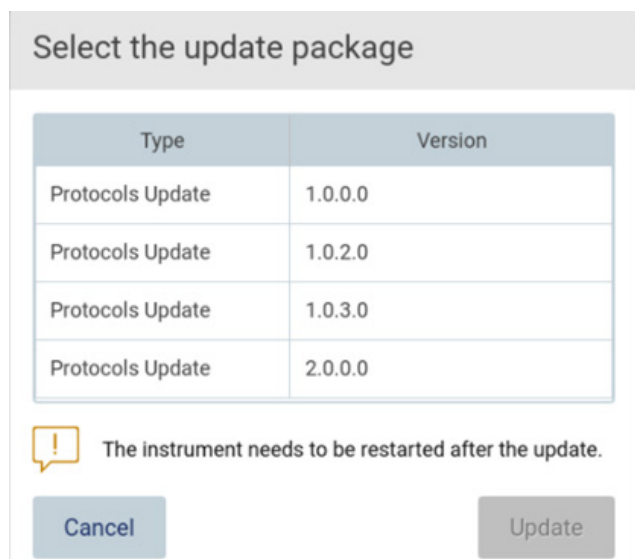 Select the update package
Type Version
Protocols Update 1.0.0.0
Protocols Update 1.0.2.0
Protocols Update 1.0.3.0
Protocols Update 2.0.0.0
! The instrument needs to be restarted after the update.
Cancel Update